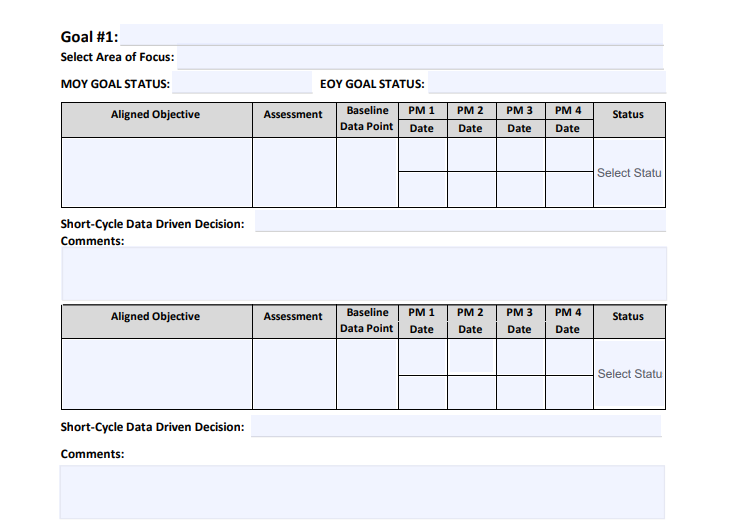 Goal #1:
Select Area of Focus:
MOY GOAL STATUS: EOY GOAL STATUS:
Aligned Objective Assessment Baseline Data Point PM 1 PM 2 PM 3 PM 4 Status
Date Date Date Date
Select Statu
Short-Cycle Data Driven Decision:
Comments:
Aligned Objective Assessment Baseline Data Point PM 1 PM 2 PM 3 PM 4 Status
Date Date Date Date
Select Statu
Short-Cycle Data Driven Decision:
Comments: